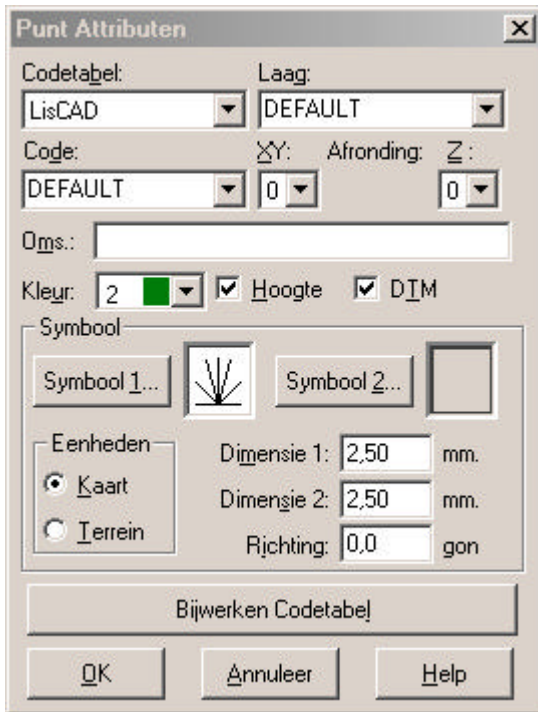 Punt Attributen
Codetabel: Laag:
LisCAD DEFAULT
Code: XY: Afronding: Z :
DEFAULT 0 0
Oms.:
Kleur: 2 Hoogte DTM
Symbool
Symbool 1... Symbool 2...
Eenheden
Dimensie 1: 2,50 mm.
Kaart
Dimensie 2: 2,50 mm.
Terrein
Richting: 0,0 gon
Bijwerken Codetabel
OK Annuleer Help